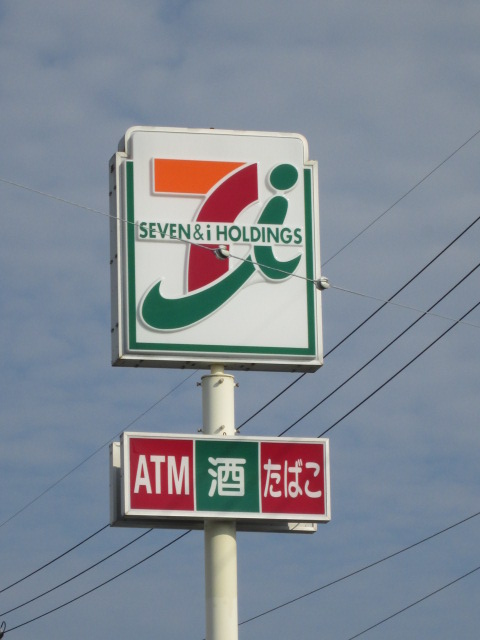 SEVEN & i HOLDINGS
ATM 酒 たばこ